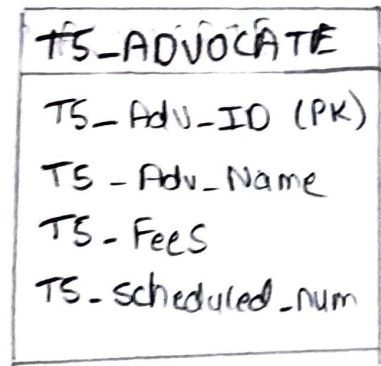 T5_ADVOCATE
T5_Adv_ID (PK)
T5_Adv_Name
T5_Fees
T5_scheduled_num